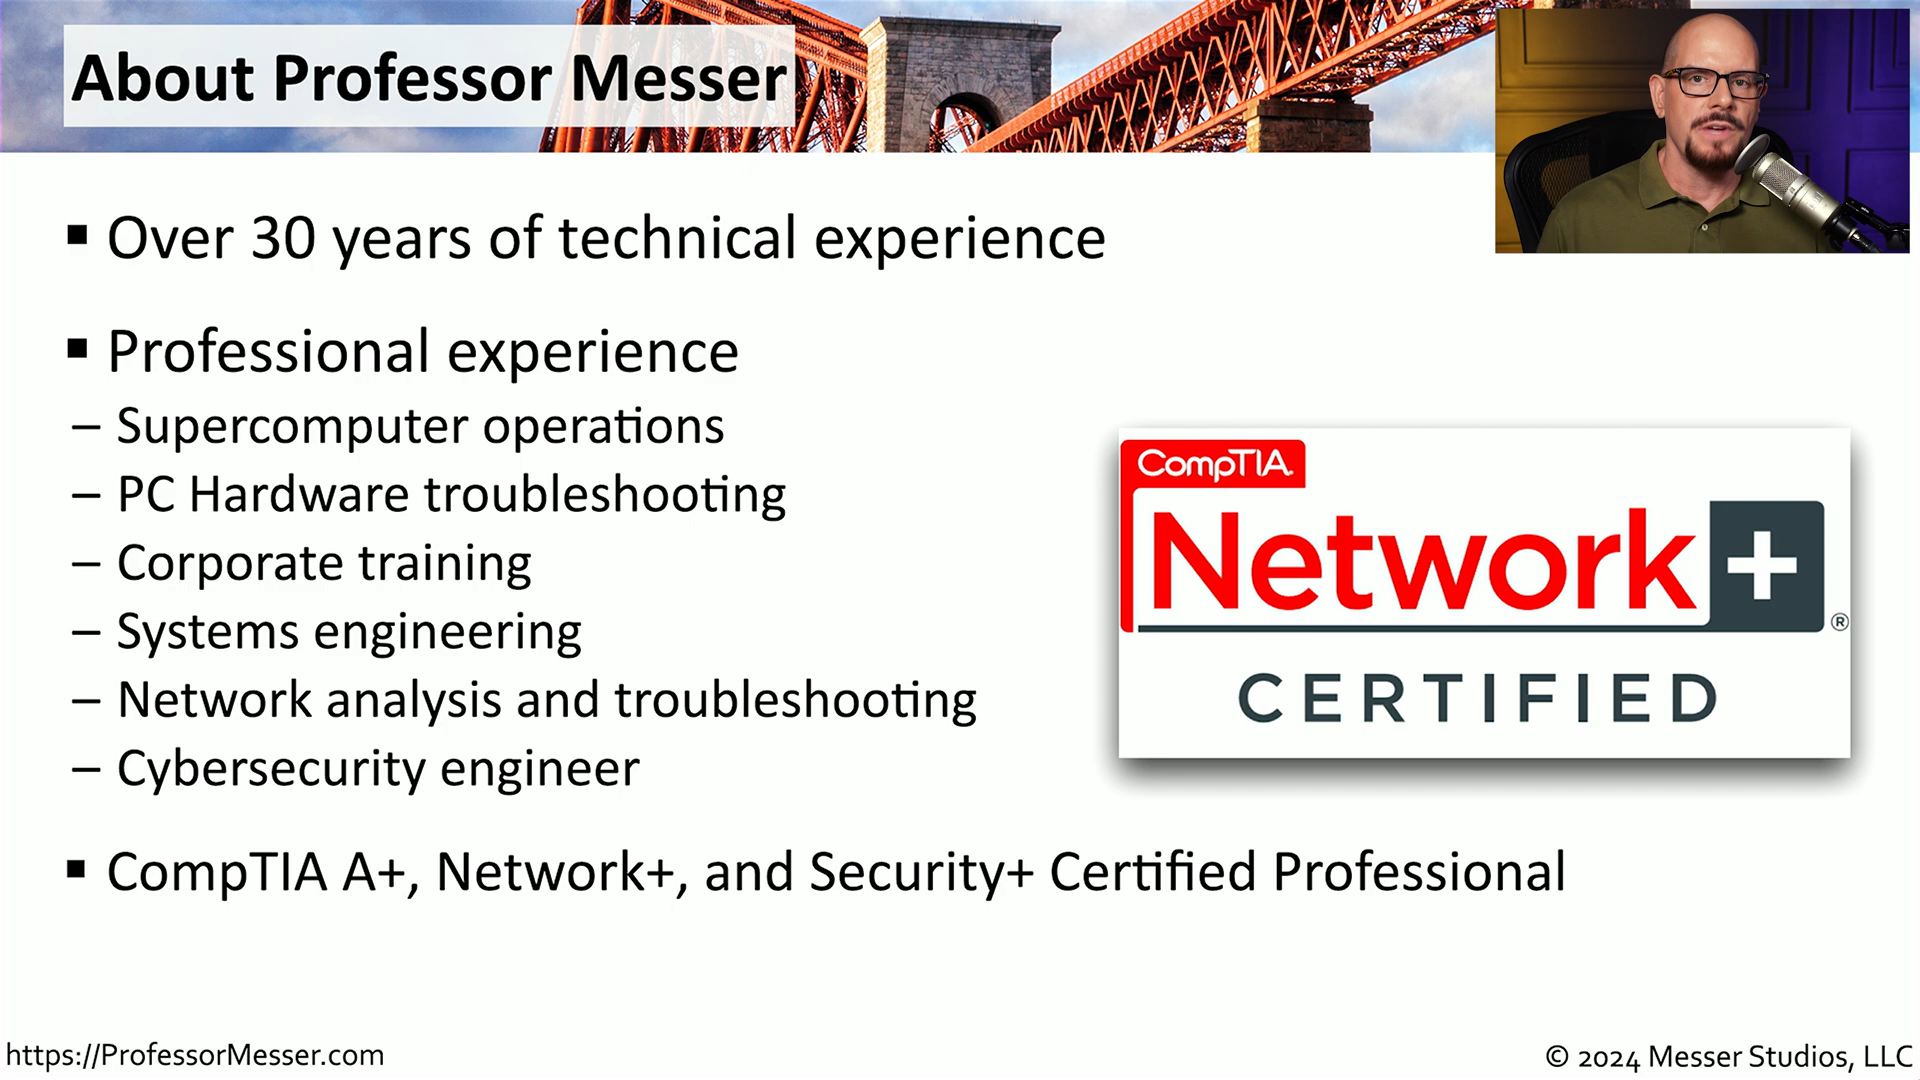 About Professor Messer
▪ Over 30 years of technical experience
▪ Professional experience
– Supercomputer operations
– PC Hardware troubleshooting
– Corporate training
– Systems engineering
– Network analysis and troubleshooting
– Cybersecurity engineer
CompTIA.
Network+ ®
CERTIFIED
▪ CompTIA A+, Network+, and Security+ Certified Professional
https://ProfessorMesser.com
© 2024 Messer Studios, LLC